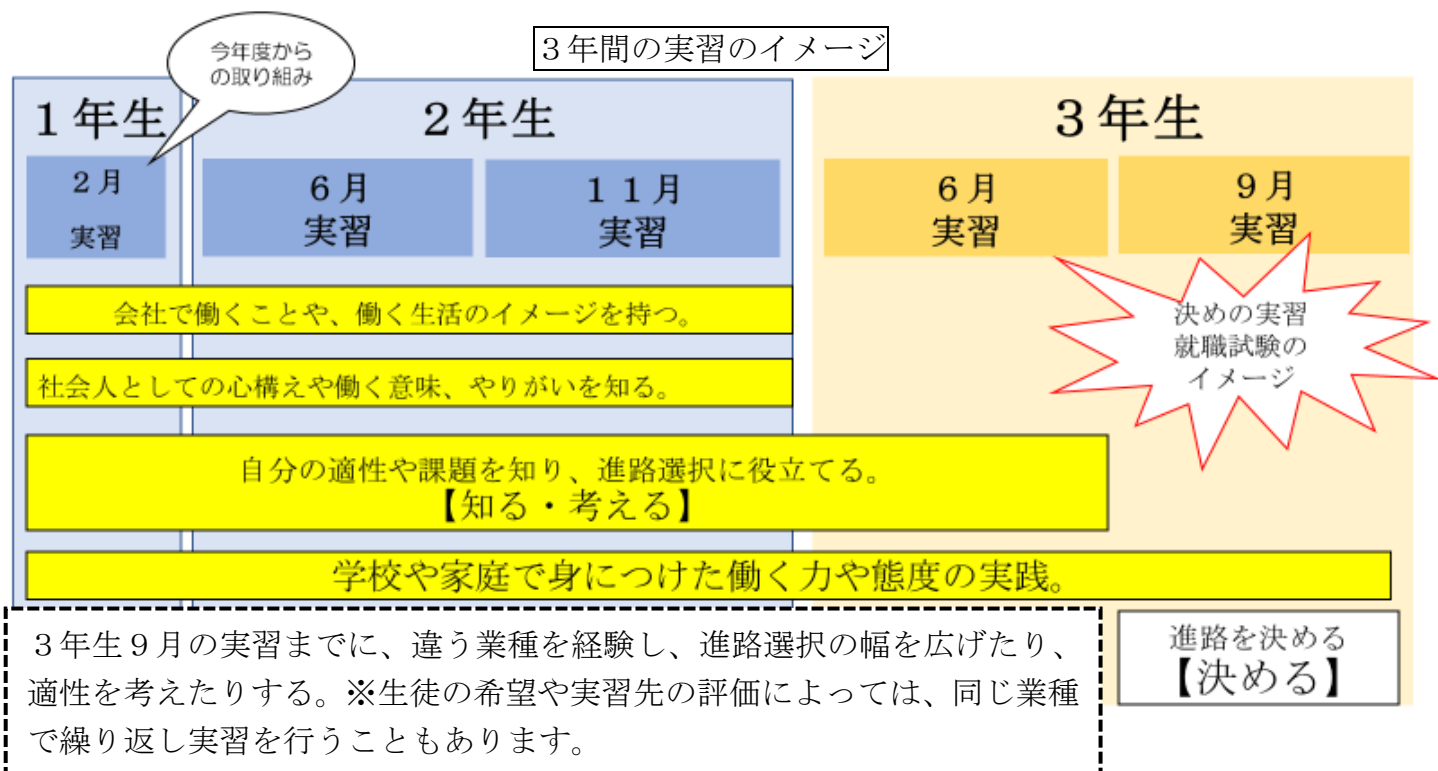 今年度から
の取り組み
３年間の実習のイメージ
１年生
２年生
３年生
２月
実習
６月
実習
１１月
実習
６月
実習
９月
実習
会社で働くことや、働く生活のイメージを持つ。
決めの実習
就職試験の
イメージ
社会人としての心構えや働く意味、やりがいを知る。
自分の適性や課題を知り、進路選択に役立てる。
【知る・考える】
学校や家庭で身につけた働く力や態度の実践。
３年生９月の実習までに、違う業種を経験し、進路選択の幅を広げたり、
適性を考えたりする。※生徒の希望や実習先の評価によっては、同じ業種
で繰り返し実習を行うこともあります。
進路を決める
【決める】